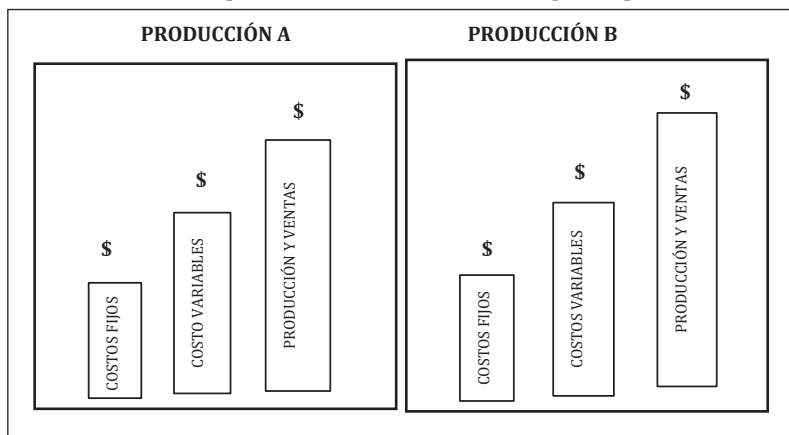 PRODUCCIÓN A
PRODUCCIÓN B
$
$
$
COSTOS FIJOS
COSTO VARIABLES
PRODUCCIÓN Y VENTAS
$
$
$
COSTOS FIJOS
COSTOS VARIABLES
PRODUCCIÓN Y VENTAS